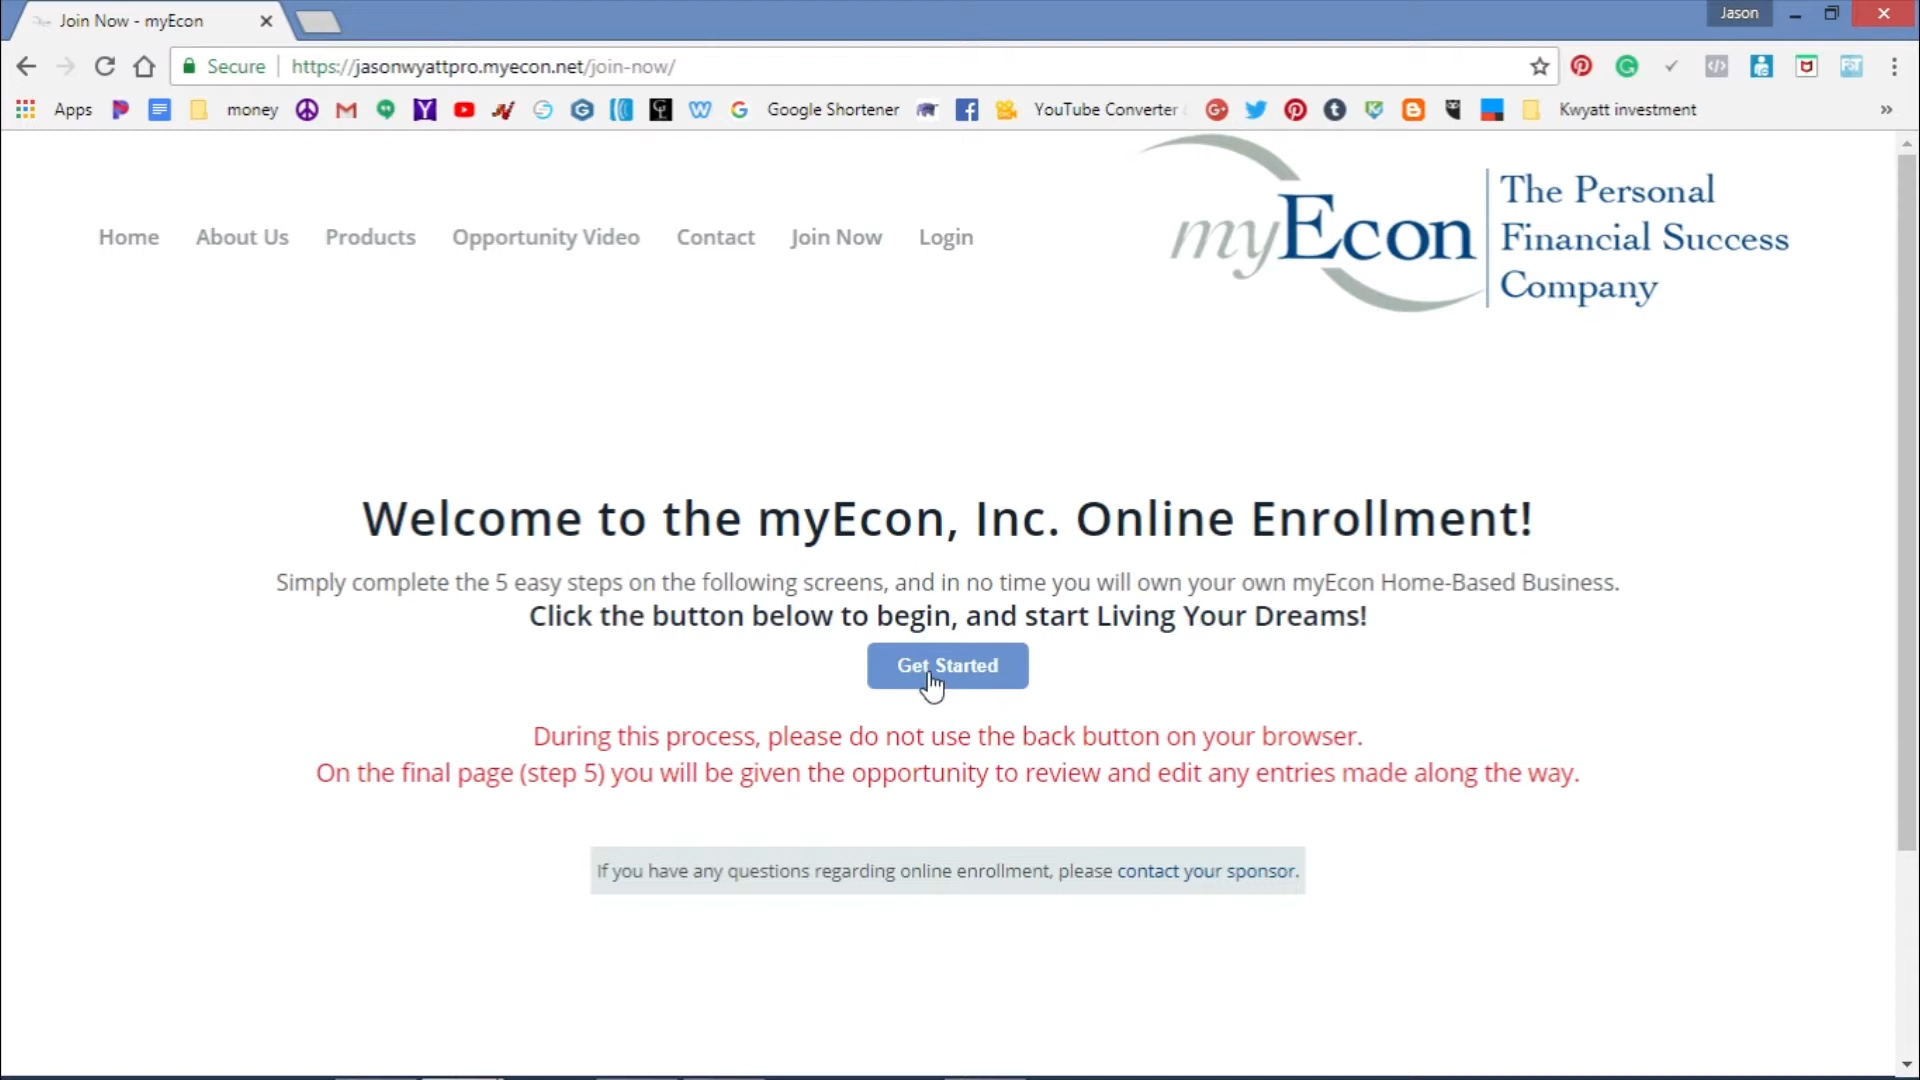 Join Now - myEcon
Jason
Secure
https://jasonwyattpro.myecon.net/join-now/
Apps
money
Google Shortener
YouTube Converter
Kwyatt investment
Home
About Us
Products
Opportunity Video
Contact
Join Now
Login
myEcon
The Personal
Financial Success
Company
Welcome to the myEcon, Inc. Online Enrollment!
Simply complete the 5 easy steps on the following screens, and in no time you will own your own myEcon Home-Based Business.
Click the button below to begin, and start Living Your Dreams!
Get Started
During this process, please do not use the back button on your browser.
On the final page (step 5) you will be given the opportunity to review and edit any entries made along the way.
If you have any questions regarding online enrollment, please contact your sponsor.